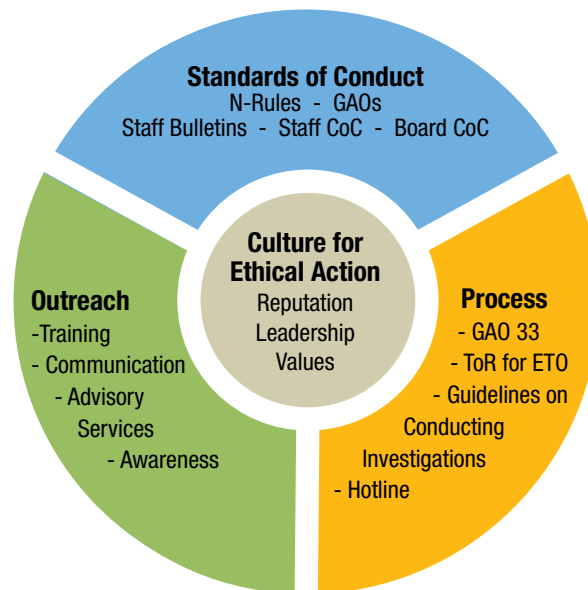 Standards of Conduct
N-Rules - GAOs
Staff Bulletins - Staff CoC - Board CoC
Culture for
Ethical Action
Reputation
Leadership
Values
Outreach
-Training
- Communication
- Advisory
Services
- Awareness
Process
- GAO 33
- ToR for ETO
- Guidelines on
Conducting
Investigations
- Hotline